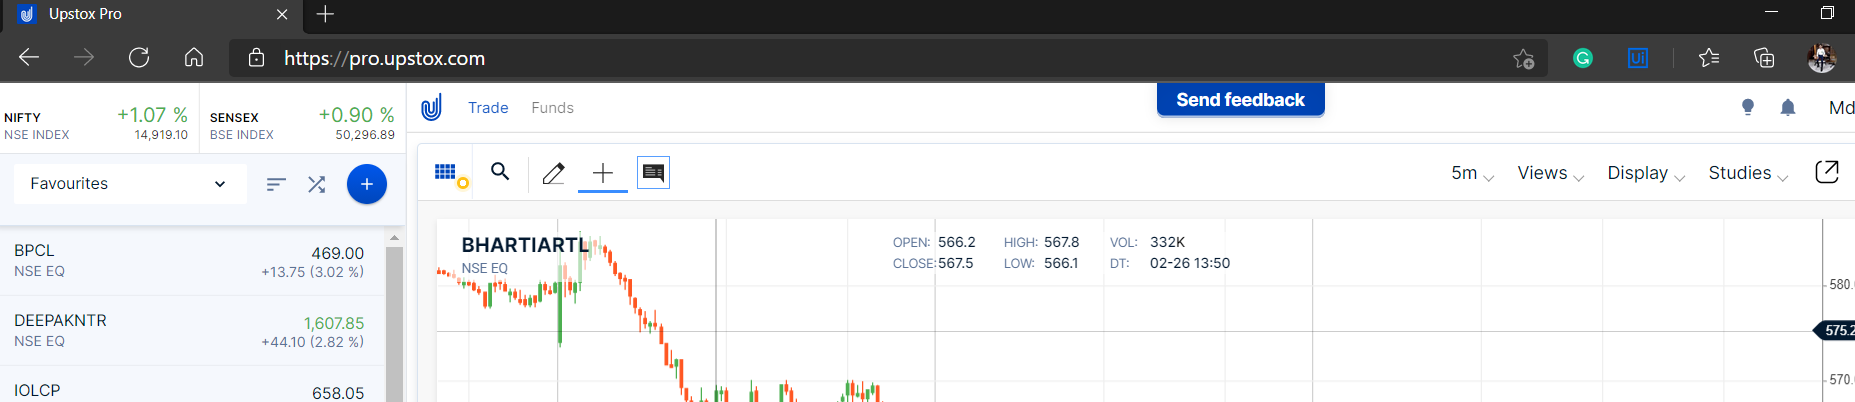 Upstox Pro
https://pro.upstox.com
NIFTY +1.07 %
NSE INDEX 14,919.10
SENSEX +0.90 %
BSE INDEX 50,296.89
Trade Funds
Send feedback
Md
Favourites
5m Views Display Studies
BPCL 469.00
NSE EQ +13.75 (3.02 %)
DEEPAKNTR 1,607.85
NSE EQ +44.10 (2.82 %)
IOLCP 658.05
BHARTIARTL
NSE EQ
OPEN: 566.2 HIGH: 567.8 VOL: 332K
CLOSE: 567.5 LOW: 566.1 DT: 02-26 13:50
580.
575.2
570.